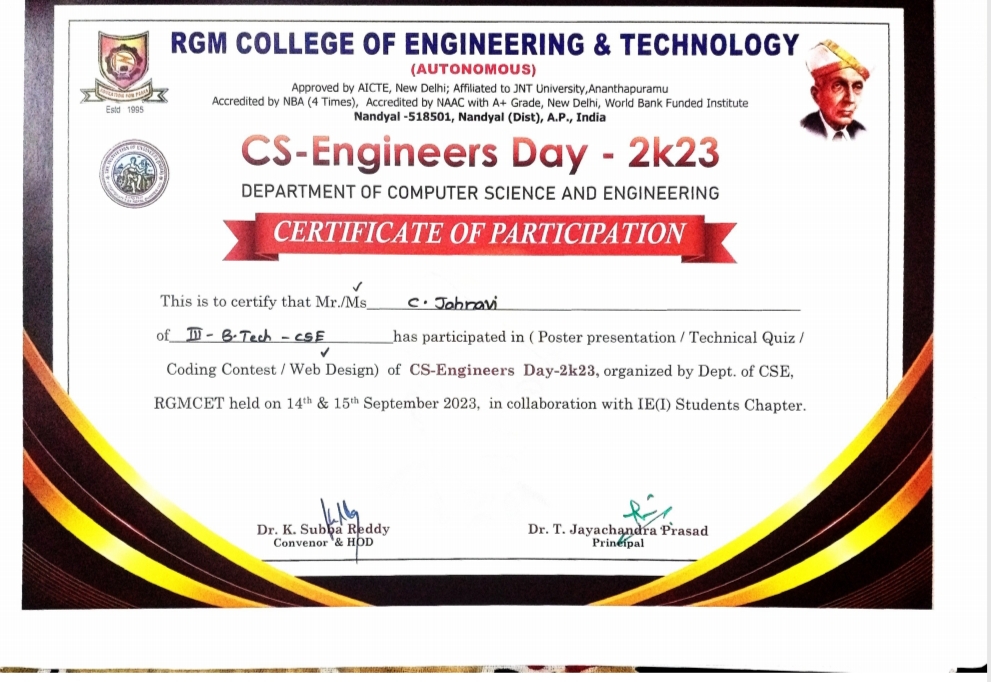 RGM COLLEGE OF ENGINEERING & TECHNOLOGY
(AUTONOMOUS)
Approved by AICTE, New Delhi; Affiliated to JNT University,Ananthapuramu
Accredited by NBA (4 Times), Accredited by NAAC with A+ Grade, New Delhi, World Bank Funded Institute
Nandyal -518501, Nandyal (Dist), A.P., India
Estd 1995
CS-Engineers Day - 2k23
DEPARTMENT OF COMPUTER SCIENCE AND ENGINEERING
CERTIFICATE OF PARTICIPATION
This is to certify that Mr./Ms C. Johravi
of III - B.Tech - CSE has participated in ( Poster presentation / Technical Quiz /
Coding Contest / Web Design) of CS-Engineers Day-2k23, organized by Dept. of CSE,
RGMCET held on 14th & 15th September 2023, in collaboration with IE(I) Students Chapter.
Dr. K. Subba Reddy
Convenor & HOD
Dr. T. Jayachandra Prasad
Principal